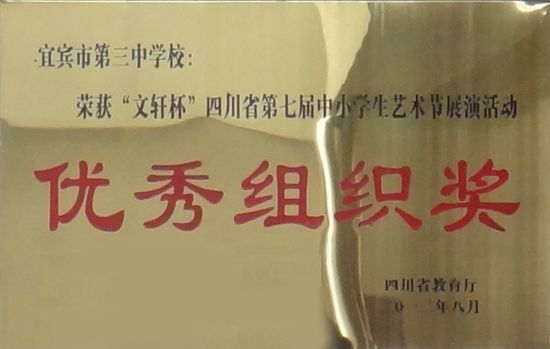 宜宾市第三中学校：
荣获“文轩杯”四川省第七届中小学生艺术节展演活动
优秀组织奖
四川省教育厅
年八月